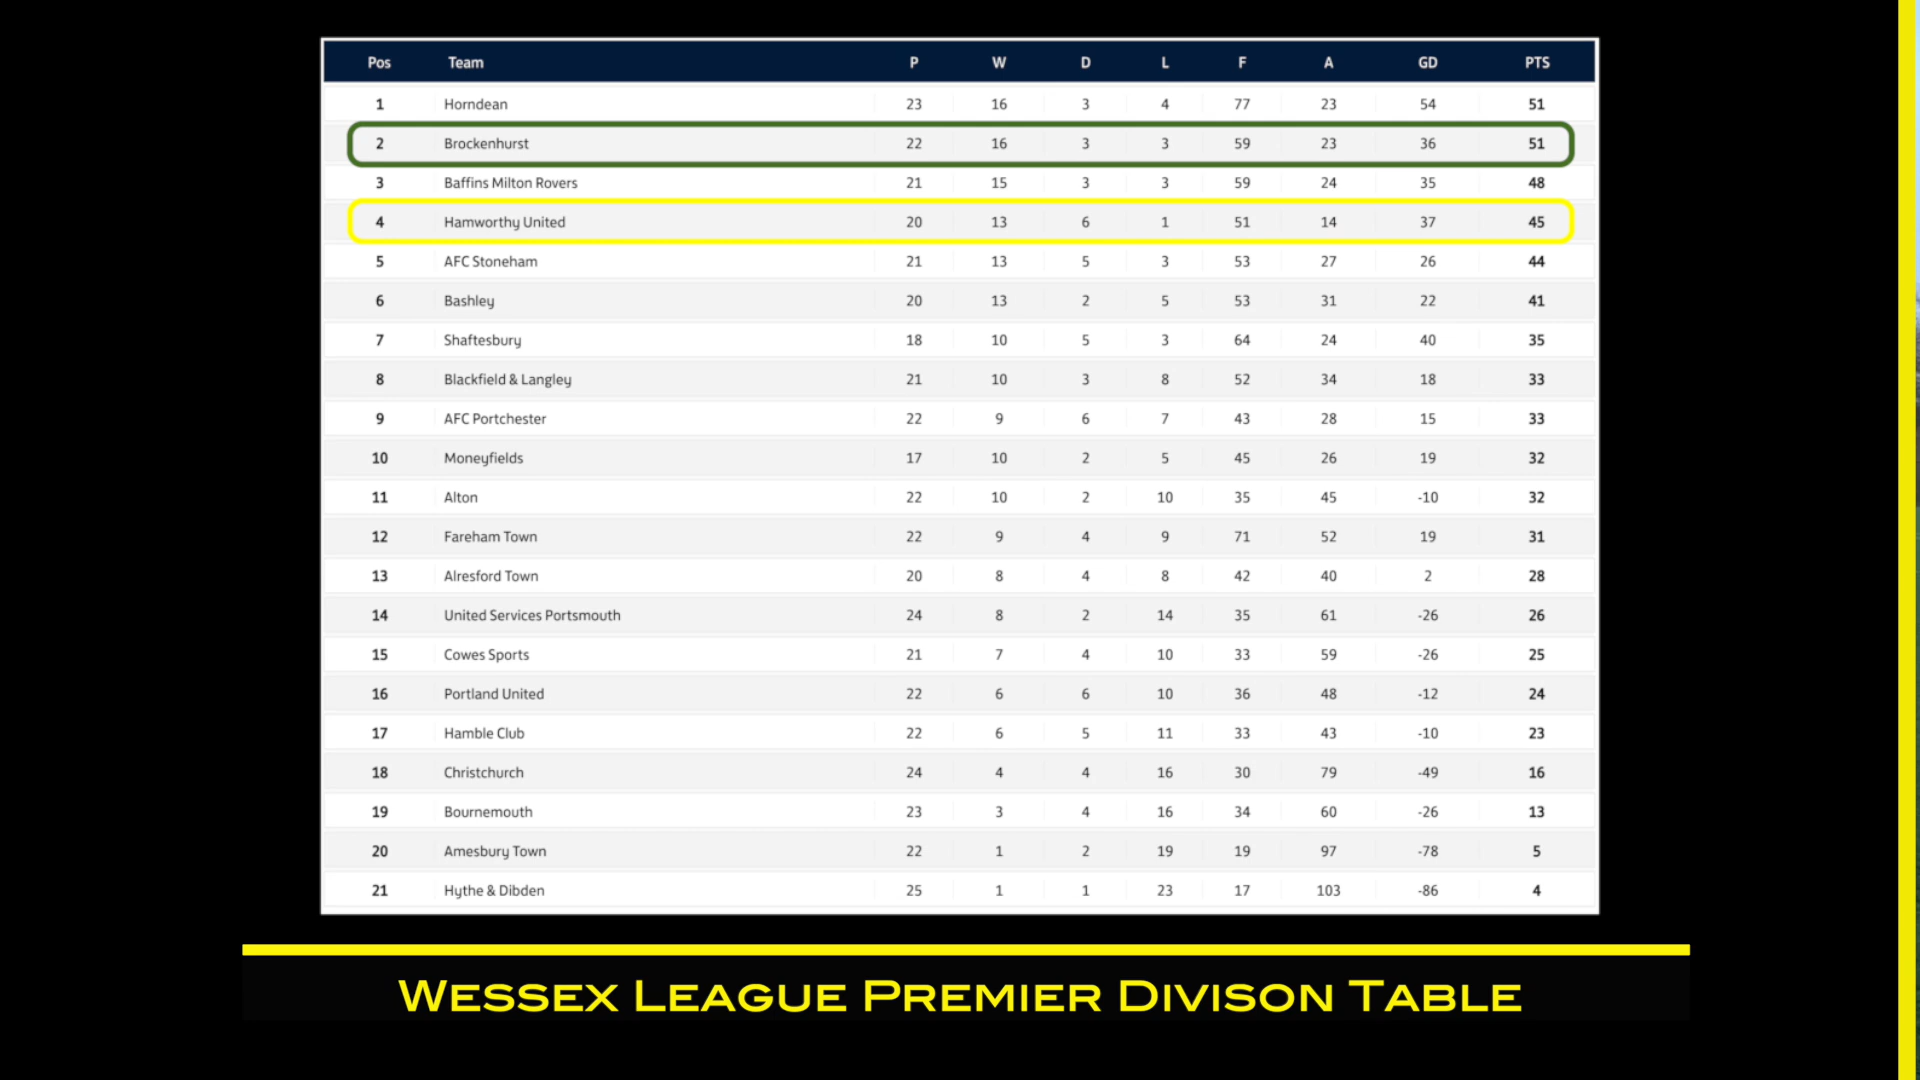 Pos Team P W D L F A GD PTS
1 Horndean 23 16 3 4 77 23 54 51
2 Brockenhurst 22 16 3 3 59 23 36 51
3 Baffins Milton Rovers 21 15 3 3 59 24 35 48
4 Hamworthy United 20 13 6 1 51 14 37 45
5 AFC Stoneham 21 13 5 3 53 27 26 44
6 Bashley 20 13 2 5 53 31 22 41
7 Shaftesbury 18 10 5 3 64 24 40 35
8 Blackfield & Langley 21 10 3 8 52 34 18 33
9 AFC Portchester 22 9 6 7 43 28 15 33
10 Moneyfields 17 10 2 5 45 26 19 32
11 Alton 22 10 2 10 35 45 -10 32
12 Fareham Town 22 9 4 9 71 52 19 31
13 Alresford Town 20 8 4 8 42 40 2 28
14 United Services Portsmouth 24 8 2 14 35 61 -26 26
15 Cowes Sports 21 7 4 10 33 59 -26 25
16 Portland United 22 6 6 10 36 48 -12 24
17 Hamble Club 22 6 5 11 33 43 -10 23
18 Christchurch 24 4 4 16 30 79 -49 16
19 Bournemouth 23 3 4 16 34 60 -26 13
20 Amesbury Town 22 1 2 19 19 97 -78 5
21 Hythe & Dibden 25 1 1 23 17 103 -86 4
Wessex League Premier Divison Table